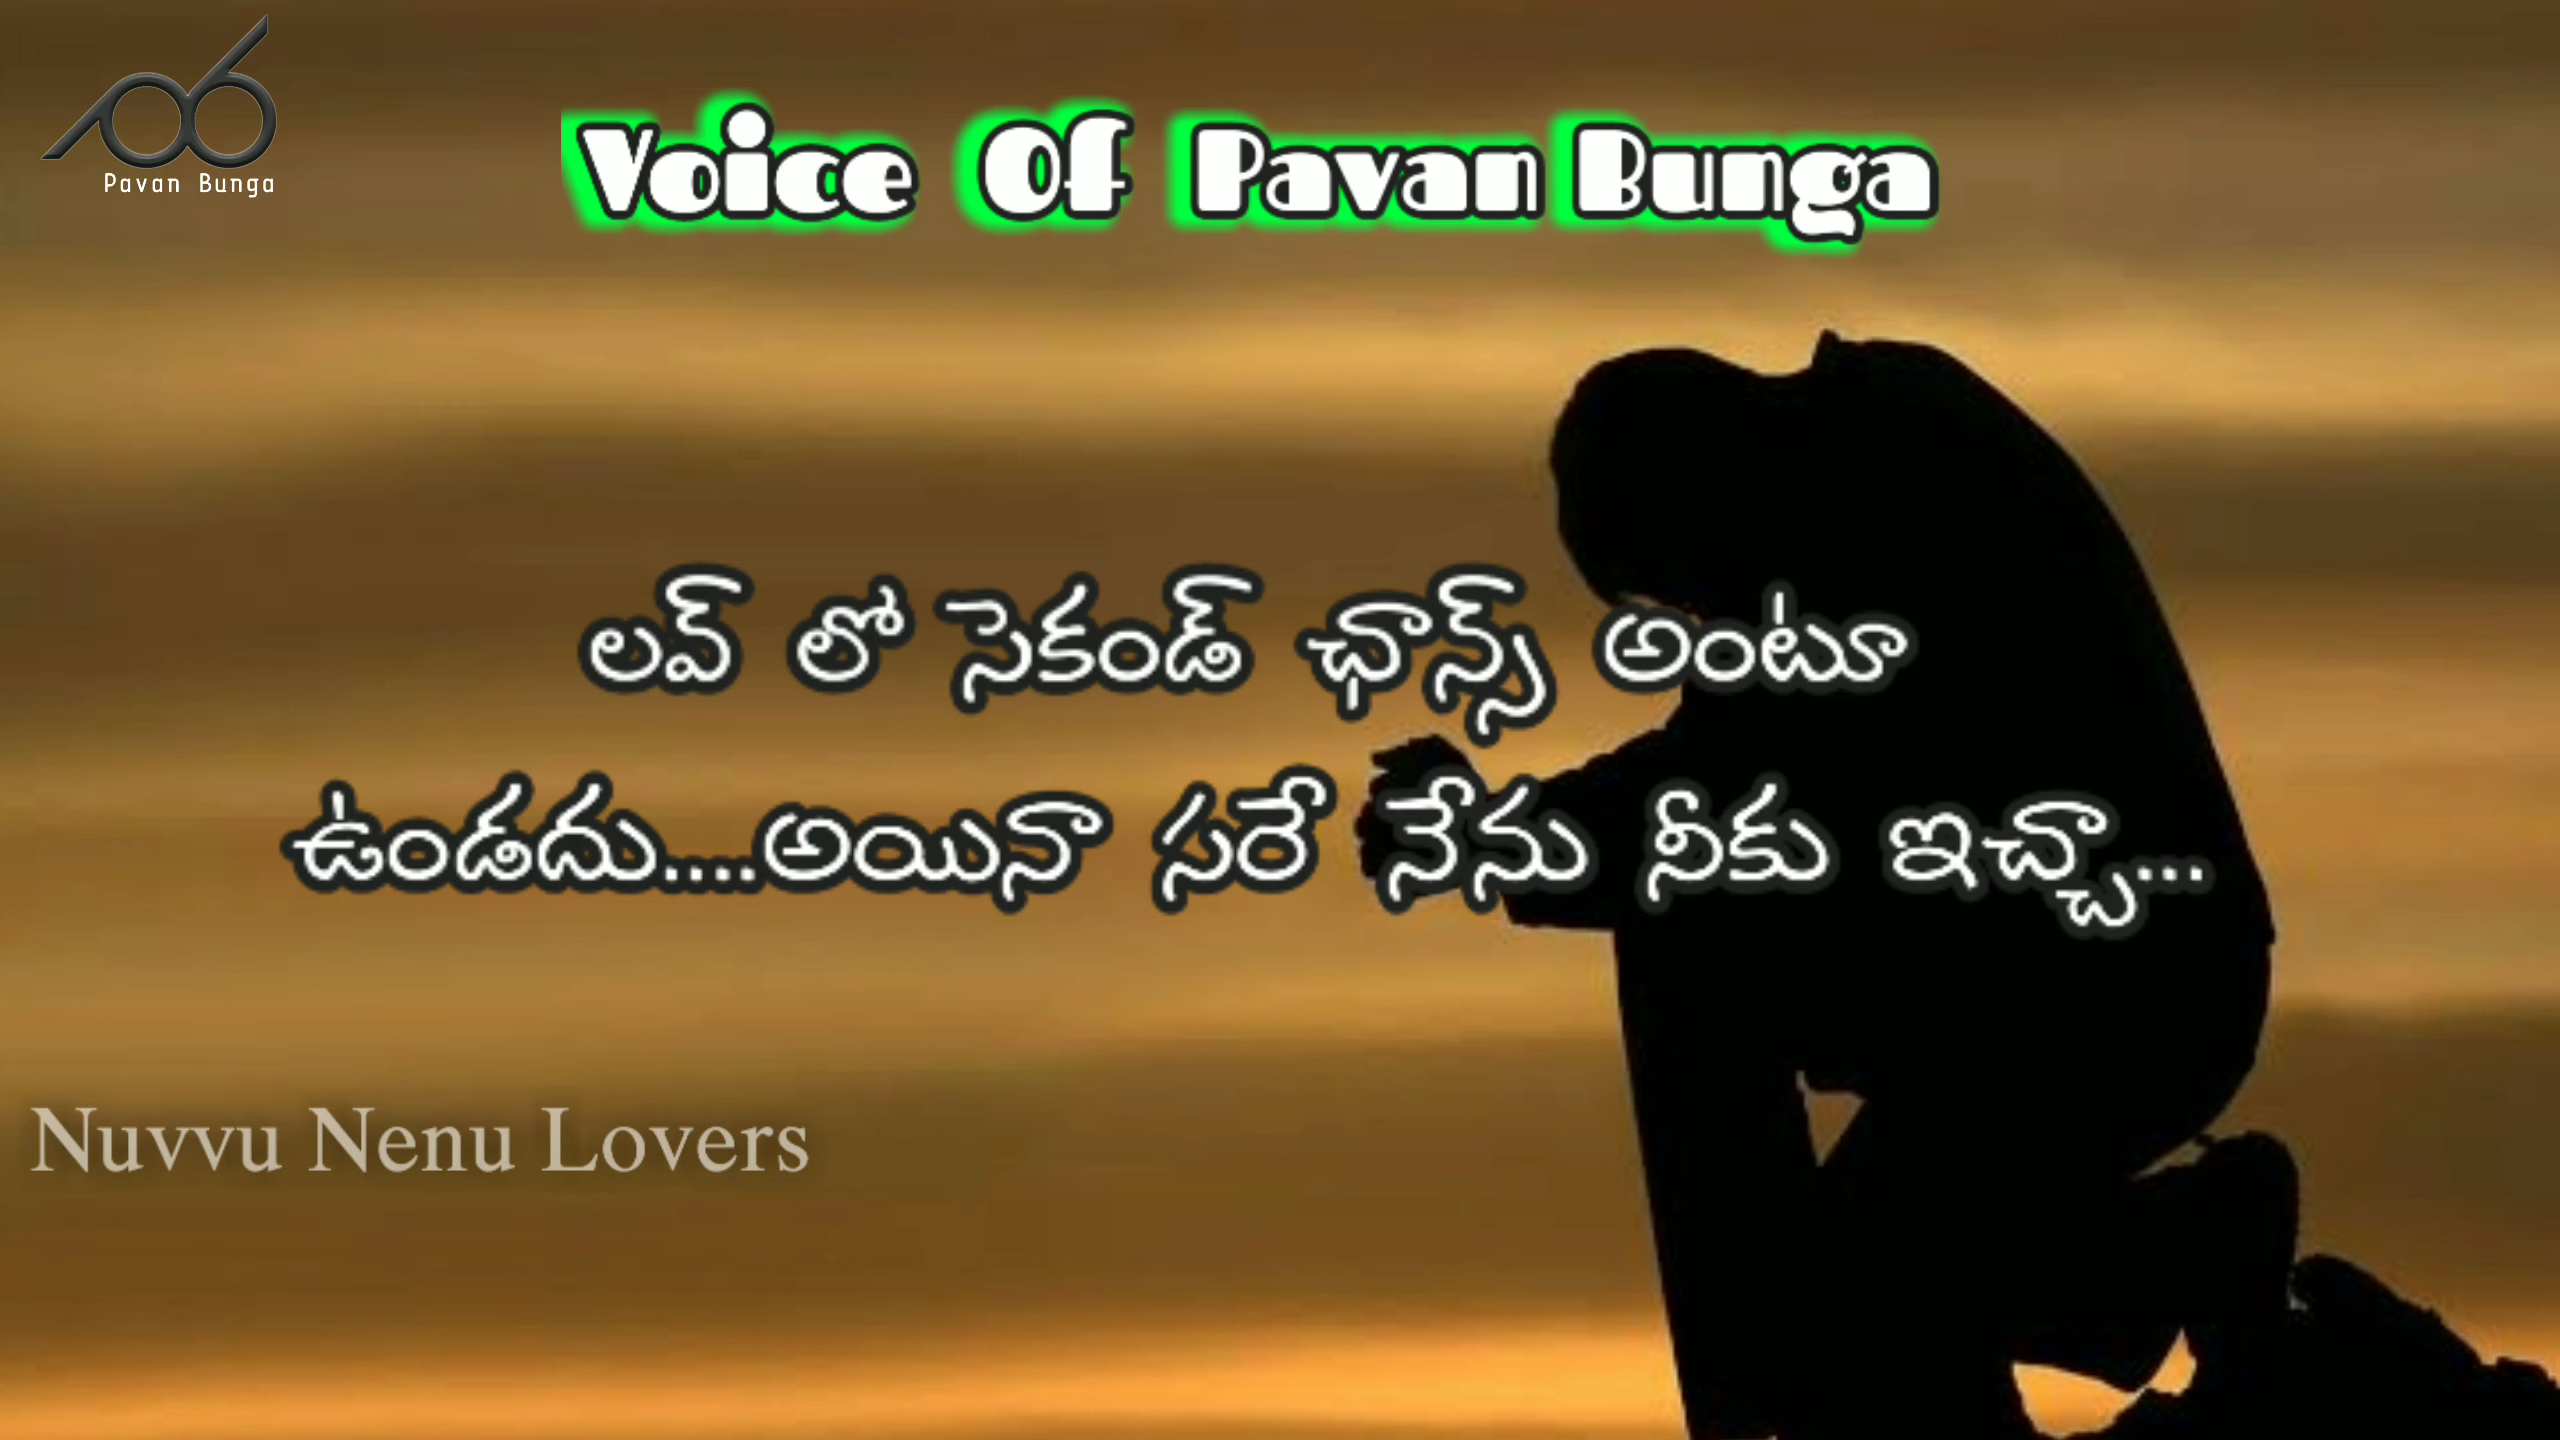 Pavan Bunga
Voice Of Pavan Bunga
లవ్ లో సెకండ్ ఛాన్స్ అంటూ
ఉండదు....అయినా సరే నేను నీకు ఇచ్చా...
Nuvvu Nenu Lovers